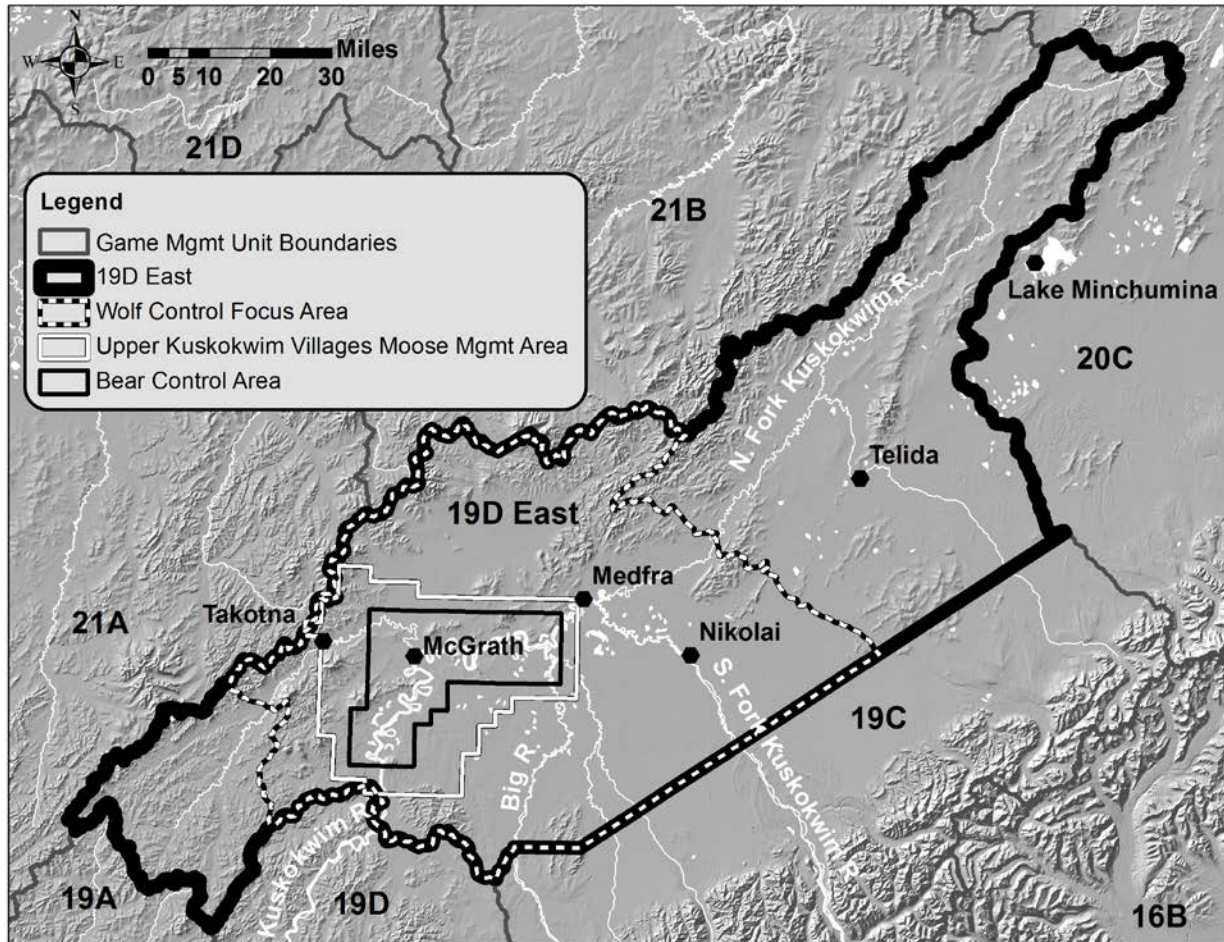 N
W E
S
Miles
0 5 10 20 30
21D
Legend
Game Mgmt Unit Boundaries
19D East
Wolf Control Focus Area
Upper Kuskokwim Villages Moose Mgmt Area
Bear Control Area
21B
Lake Minchumina
20C
N. Fork Kuskokwim R.
Telida
19D East
Medfra
Takotna
21A
McGrath
Nikolai
S. Fork Kuskokwim R.
19C
Big R.
Kuskokwim R.
19A
19D
16B